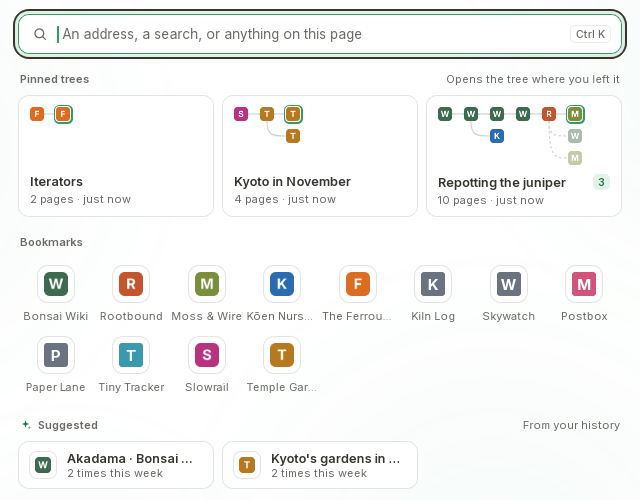 An address, a search, or anything on this page
Ctrl K
Pinned trees
Opens the tree where you left it
F F
S T T
T
W W W W R M
K W
M
Iterators
2 pages · just now
Kyoto in November
4 pages · just now
Repotting the juniper
3
10 pages · just now
Bookmarks
W R M K F K W M
Bonsai Wiki
Rootbound
Moss & Wire
Kōen Nurs...
The Ferrou...
Kiln Log
Skywatch
Postbox
P T S T
Paper Lane
Tiny Tracker
Slowrail
Temple Gar...
Suggested
From your history
W
Akadama · Bonsai ...
2 times this week
T
Kyoto's gardens in ...
2 times this week